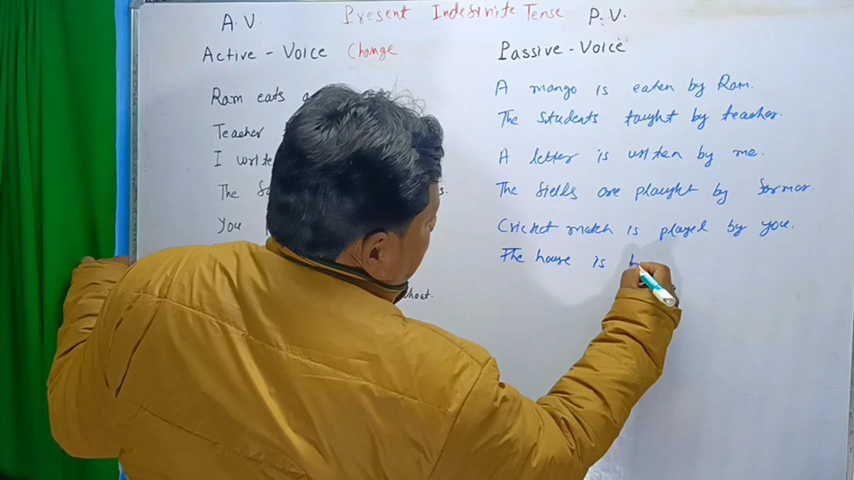 A.V. Present Indefinite Tense P.V.
Active - Voice Change Passive - Voice
Ram eats a
A mango is eaten by Ram.
Teacher
The students taught by teacher.
I write
A letter is written by me.
The
The fields are plaught by farmar.
You
Cricket match is played by you.
The house is b